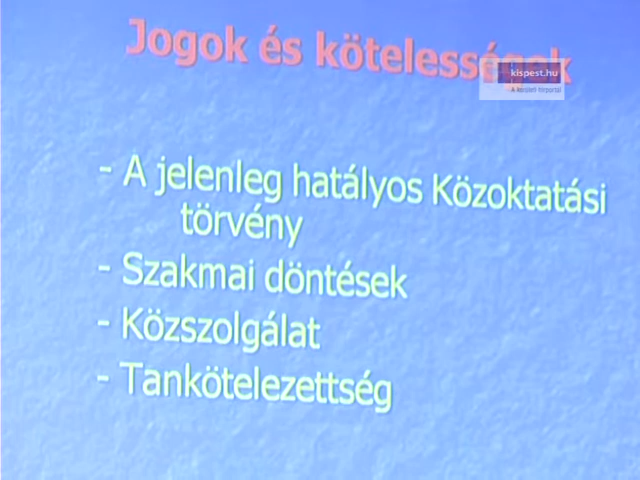 Jogok és kötelességek
kispest.hu
- A jelenleg hatályos Közoktatási
törvény
- Szakmai döntések
- Közszolgálat
- Tankötelezettség